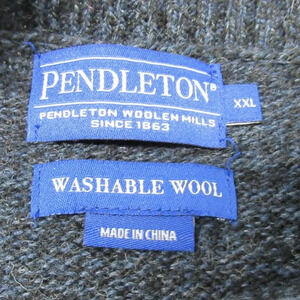 PENDLETON®
XXL
PENDLETON WOOLEN MILLS
SINCE 1863
WASHABLE WOOL
MADE IN CHINA